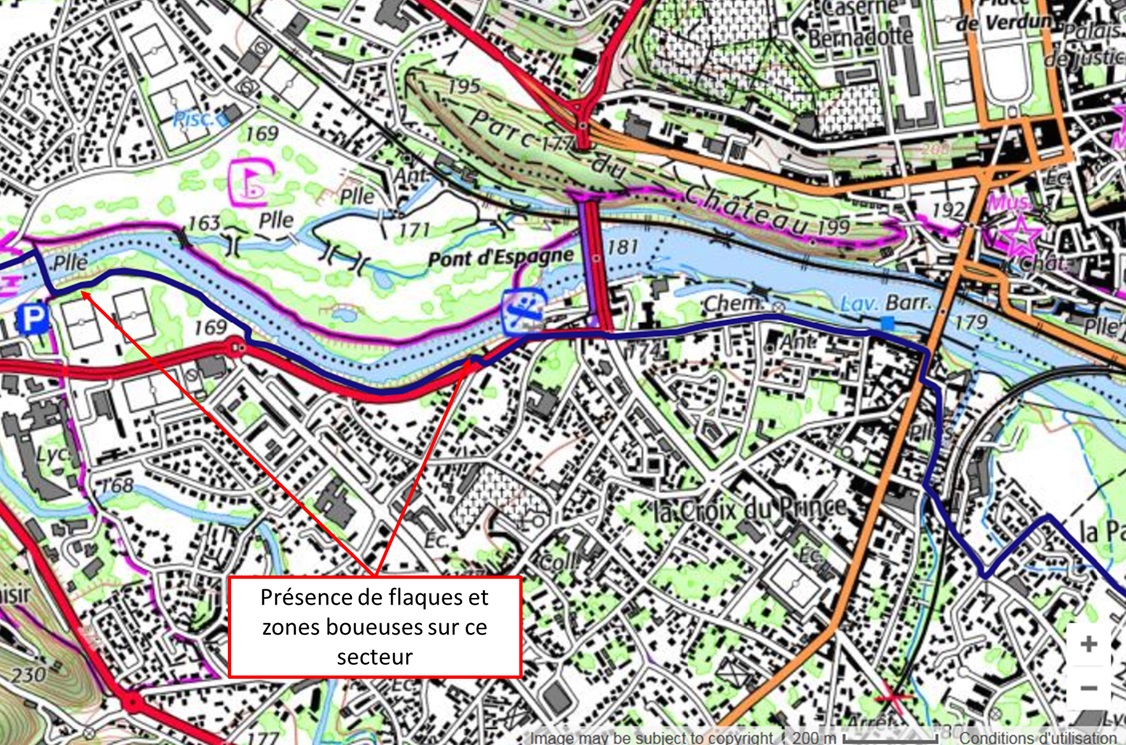 Caserne
Bernadotte
Place
de Verdun
Palais
de justice
195
Pisc.
169
Parc du Château
177
208
Ant.
Plle
Éc.
163
Plle
171
192
Mus.
199
181
Pont d'Espagne
Chât.
Plle
P
Chem.
Lav.
Barr.
179
Plle
169
174
Ant.
Lyc.
168
Plle
la Croix du Prince
la Pa
Éc.
Coll.
Éc.
Présence de flaques et
zones boueuses sur ce
secteur
isir
230
Éc.
177
Arrêt
+
−
Image may be subject to copyright
200 m
Conditions d'utilisation